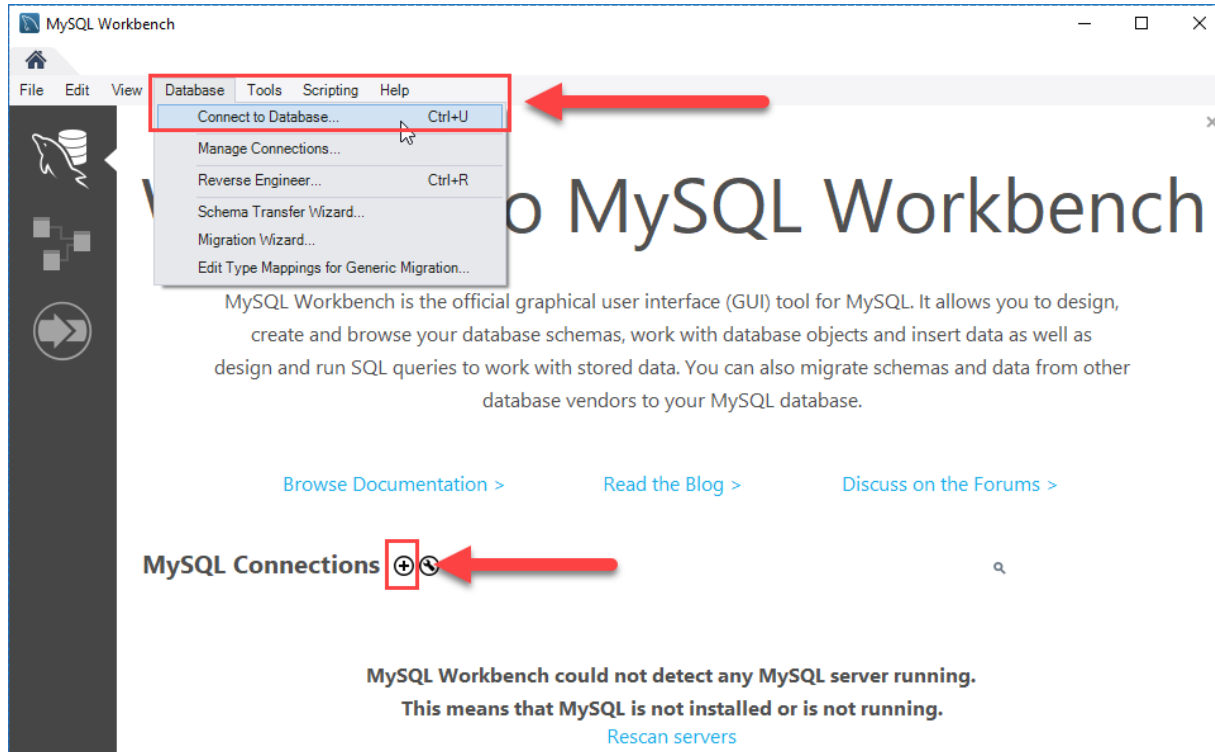 MySQL Workbench
File Edit View Database Tools Scripting Help
Connect to Database... Ctrl+U
Manage Connections...
Reverse Engineer... Ctrl+R
Schema Transfer Wizard...
Migration Wizard...
Edit Type Mappings for Generic Migration...
o MySQL Workbench
MySQL Workbench is the official graphical user interface (GUI) tool for MySQL. It allows you to design,
create and browse your database schemas, work with database objects and insert data as well as
design and run SQL queries to work with stored data. You can also migrate schemas and data from other
database vendors to your MySQL database.
Browse Documentation > Read the Blog > Discuss on the Forums >
MySQL Connections
MySQL Workbench could not detect any MySQL server running.
This means that MySQL is not installed or is not running.
Rescan servers